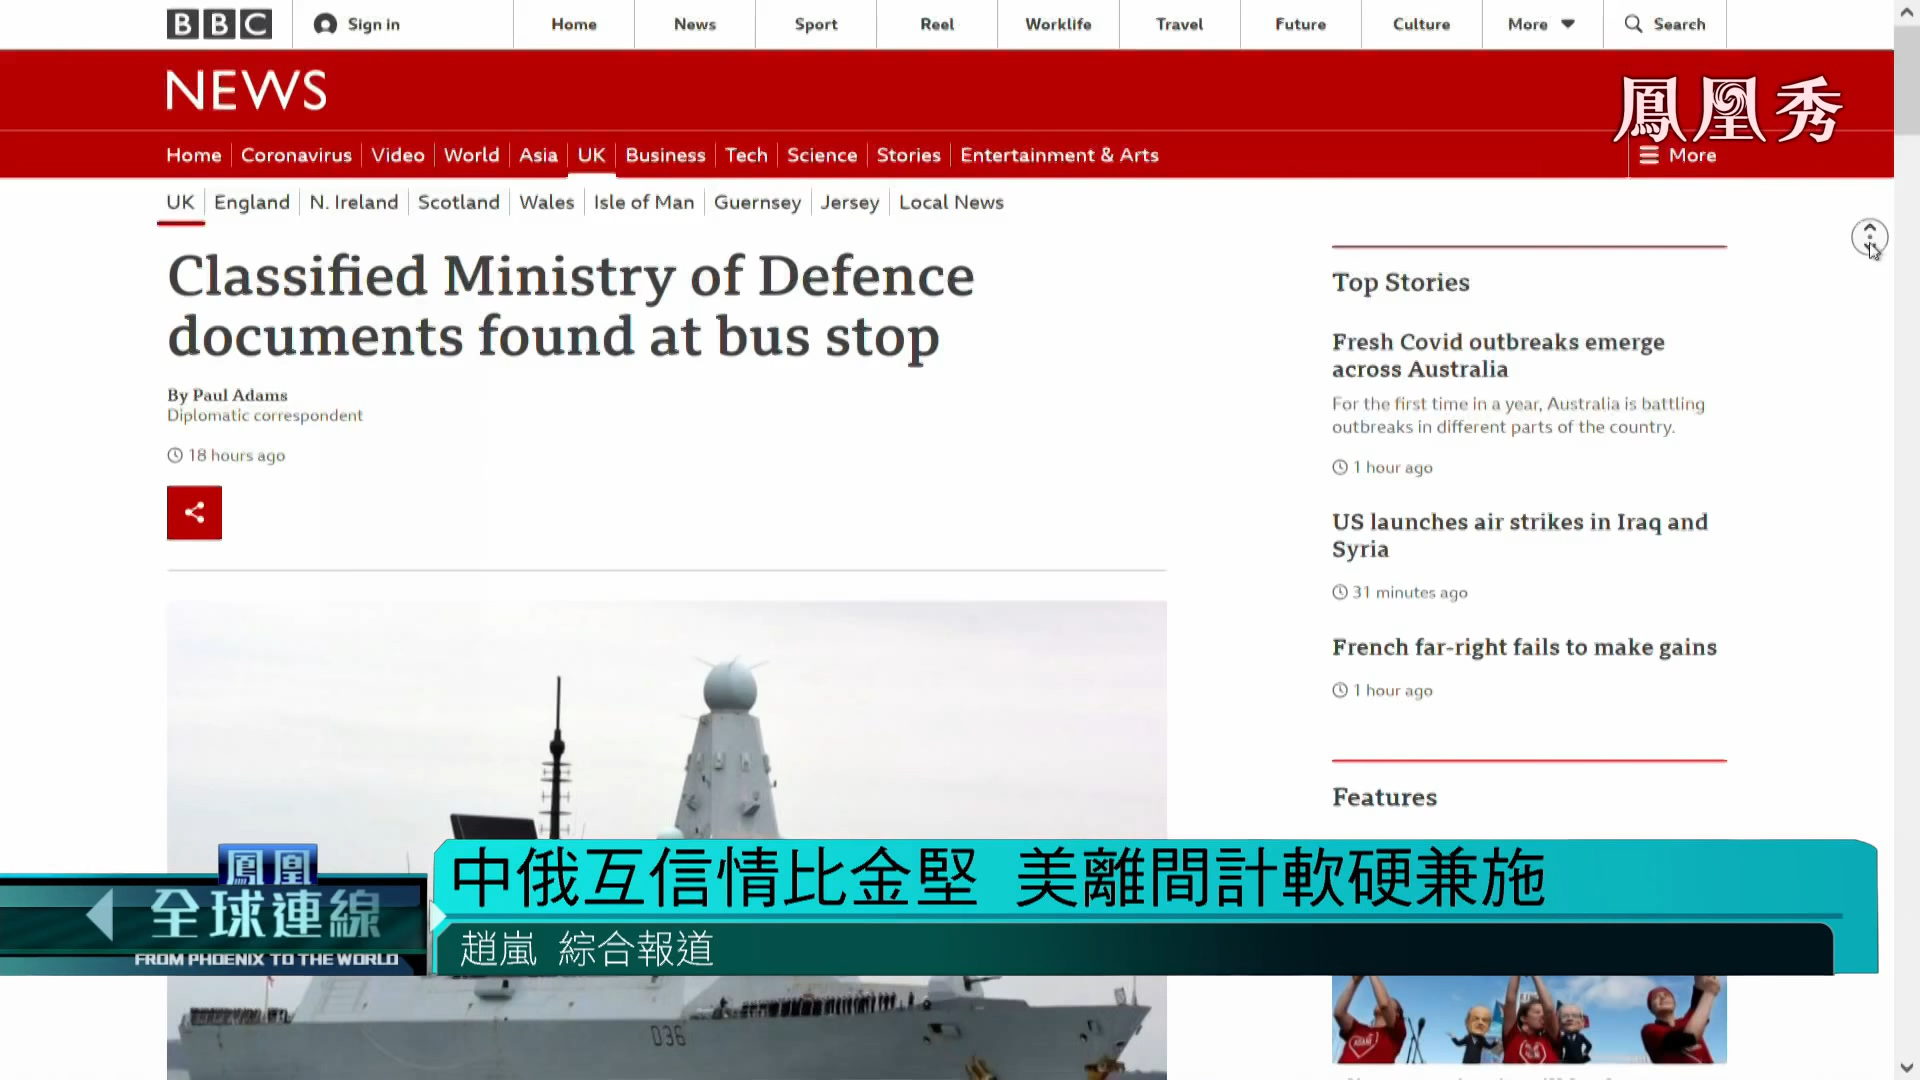 BBC
Sign in
Home
News
Sport
Reel
Worklife
Travel
Future
Culture
More
Search
NEWS
鳳凰秀
Home
Coronavirus
Video
World
Asia
UK
Business
Tech
Science
Stories
Entertainment & Arts
More
UK
England
N. Ireland
Scotland
Wales
Isle of Man
Guernsey
Jersey
Local News
Classified Ministry of Defence
documents found at bus stop
By Paul Adams
Diplomatic correspondent
18 hours ago
Top Stories
Fresh Covid outbreaks emerge
across Australia
For the first time in a year, Australia is battling
outbreaks in different parts of the country.
1 hour ago
US launches air strikes in Iraq and
Syria
31 minutes ago
French far-right fails to make gains
1 hour ago
Features
鳳凰
全球連線
FROM PHOENIX TO THE WORLD
中俄互信情比金堅 美離間計軟硬兼施
趙嵐 綜合報道
D36